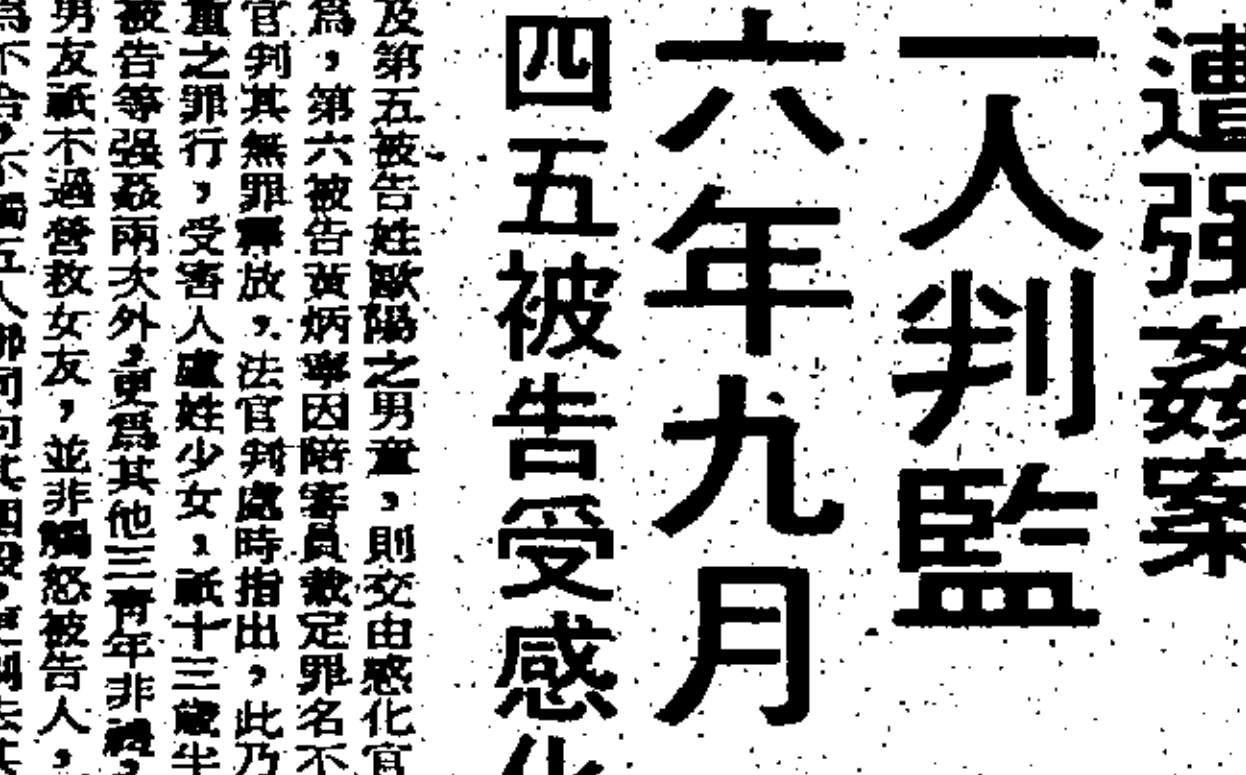 遭强姦案
一人判監
六年九月
四五被告受感化
及第五被告姓歐陽之男童，則交由感化官
爲，第六被告黃炳寧因陪審員裁定罪名不
官判其無罪釋放，法官判處時指出，此乃
重之罪行，受害人盧姓少女，祇十三歲半
被告等强姦兩次外，更爲其他三青年非禮，
男友祇不過營救女友，並非觸怒被告人，